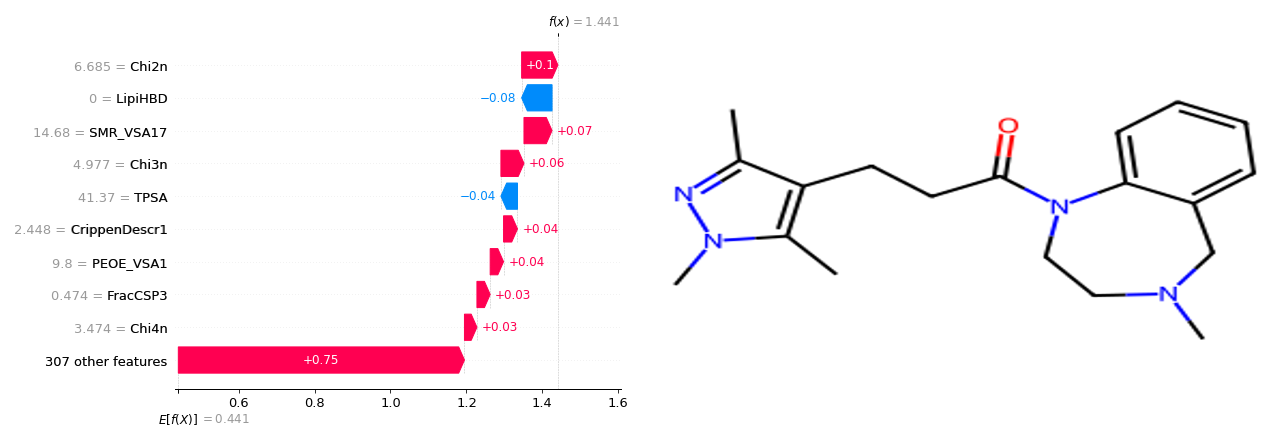 f(x) = 1.441
6.685 = Chi2n +0.1
0 = LipiHBD −0.08
14.68 = SMR_VSA17 +0.07
4.977 = Chi3n +0.06
41.37 = TPSA −0.04
2.448 = CrippenDescr1 +0.04
9.8 = PEOE_VSA1 +0.04
0.474 = FracCSP3 +0.03
3.474 = Chi4n +0.03
307 other features +0.75
0.6 0.8 1.0 1.2 1.4 1.6
E[f(X)] = 0.441
O
N
N
N
N